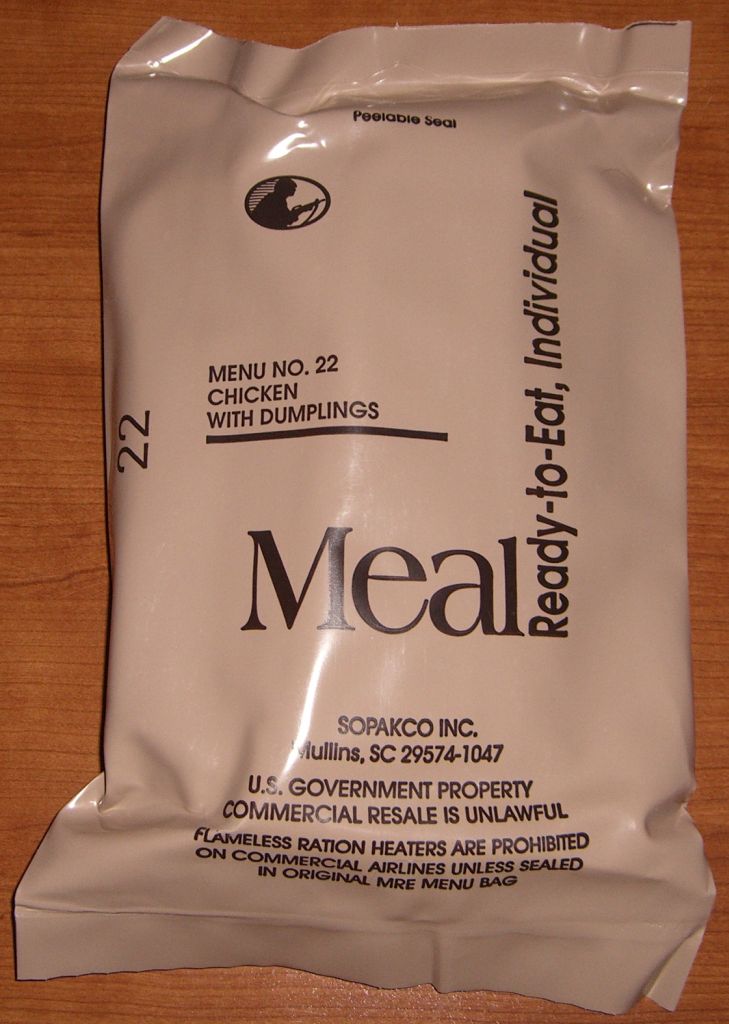 Peelable Seal
MENU NO. 22
CHICKEN
WITH DUMPLINGS
22
Meal
Ready-to-Eat, Individual
SOPAKCO INC.
Mullins, SC 29574-1047
U.S. GOVERNMENT PROPERTY
COMMERCIAL RESALE IS UNLAWFUL
FLAMELESS RATION HEATERS ARE PROHIBITED
ON COMMERCIAL AIRLINES UNLESS SEALED
IN ORIGINAL MRE MENU BAG